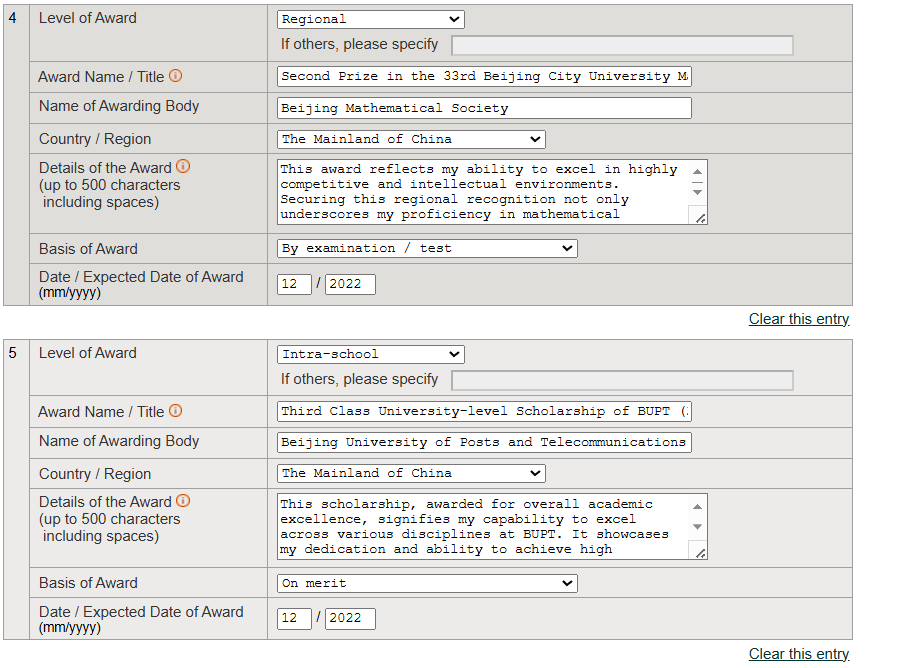 4 Level of Award Regional
If others, please specify
Award Name / Title Second Prize in the 33rd Beijing City University
Name of Awarding Body Beijing Mathematical Society
Country / Region The Mainland of China
Details of the Award This award reflects my ability to excel in highly
(up to 500 characters competitive and intellectual environments.
including spaces) Securing this regional recognition not only
underscores my proficiency in mathematical
Basis of Award By examination / test
Date / Expected Date of Award 12 / 2022
(mm/yyyy)
Clear this entry
5 Level of Award Intra-school
If others, please specify
Award Name / Title Third Class University-level Scholarship of BUPT (
Name of Awarding Body Beijing University of Posts and Telecommunications
Country / Region The Mainland of China
Details of the Award This scholarship, awarded for overall academic
(up to 500 characters excellence, signifies my capability to excel
including spaces) across various disciplines at BUPT. It showcases
my dedication and ability to achieve high
Basis of Award On merit
Date / Expected Date of Award 12 / 2022
(mm/yyyy)
Clear this entry